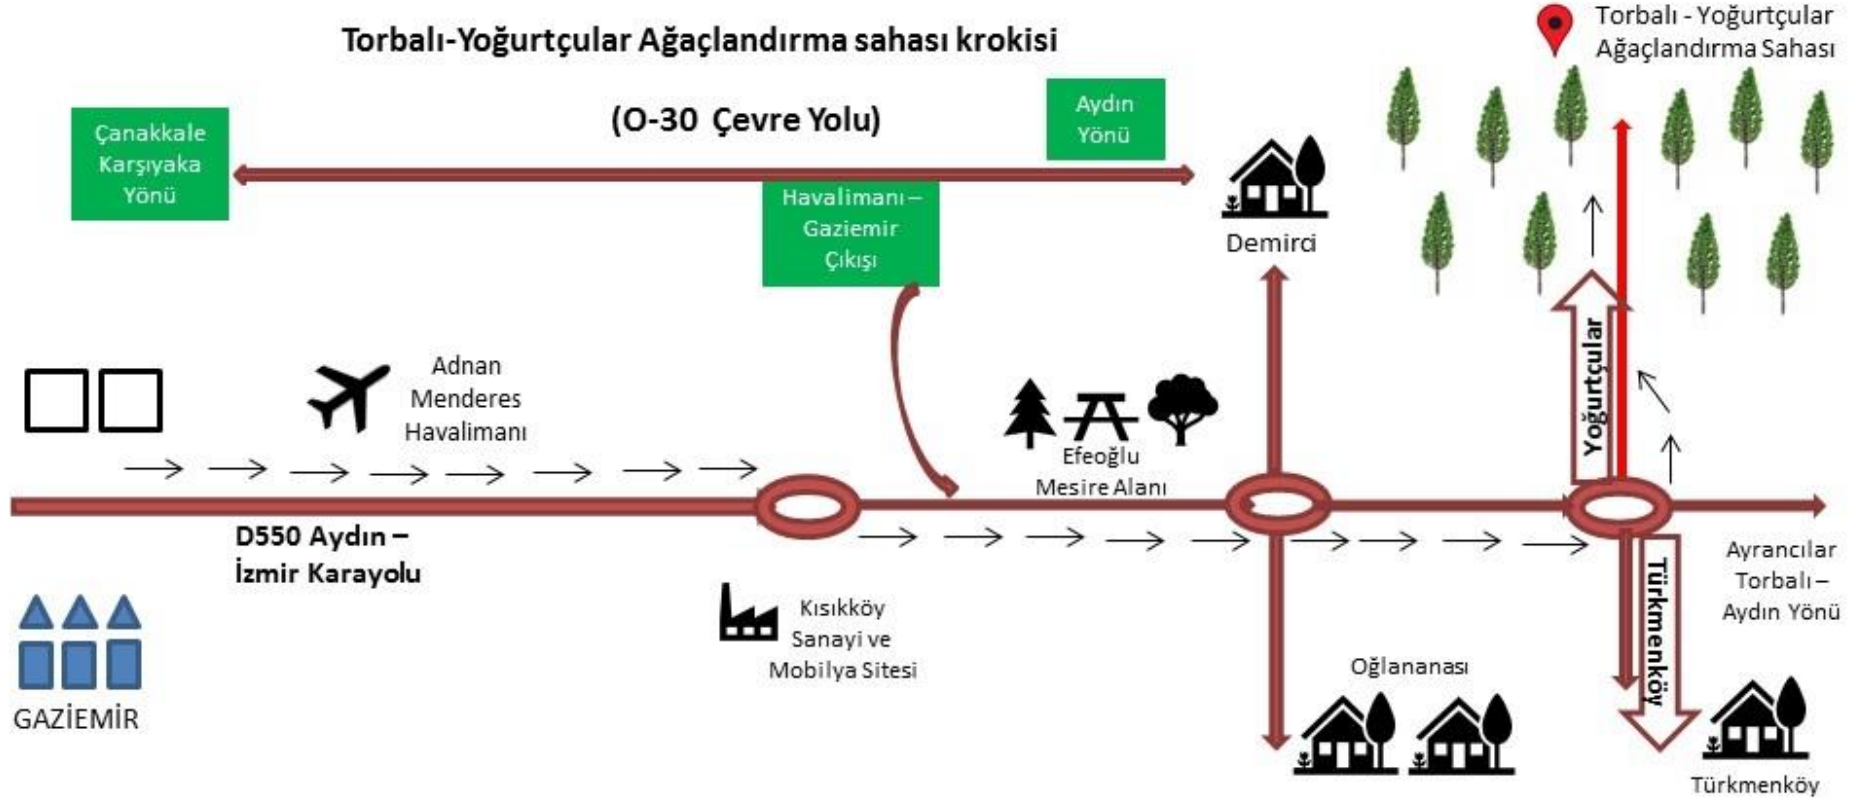 Torbalı-Yoğurtçular Ağaçlandırma sahası krokisi
Torbalı - Yoğurtçular
Ağaçlandırma Sahası
(O-30 Çevre Yolu)
Çanakkale
Karşıyaka
Yönü
Aydın
Yönü
Havalimanı –
Gaziemir
Çıkışı
Demirci
Adnan
Menderes
Havalimanı
Efeoğlu
Mesire Alanı
Yoğurtçular
D550 Aydın –
İzmir Karayolu
Kısıkköy
Sanayi ve
Mobilya Sitesi
Ayrancılar
Torbalı –
Aydın Yönü
Türkmenköy
Oğlananası
GAZİEMİR
Türkmenköy